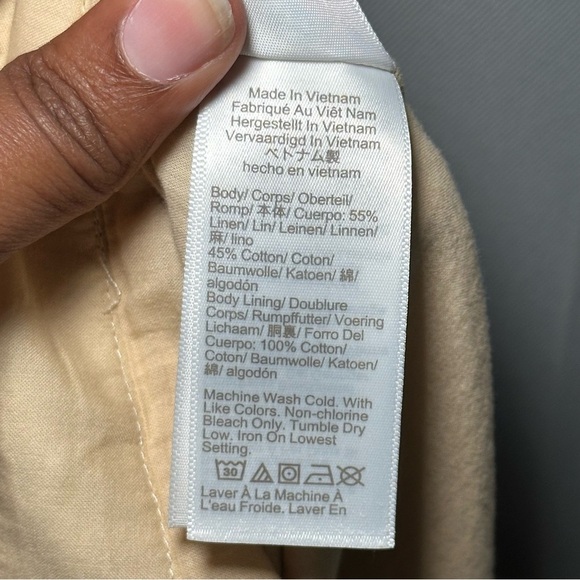 Made In Vietnam
Fabriqué Au Viêt Nam
Hergestellt In Vietnam
Vervaardigd In Vietnam
ベトナム製
hecho en vietnam
Body/ Corps/ Oberteil/
Romp/ 本体/ Cuerpo: 55%
Linen/ Lin/ Leinen/ Linnen/
麻/ lino
45% Cotton/ Coton/
Baumwolle/ Katoen/ 綿/
algodón
Body Lining/ Doublure
Corps/ Rumpffutter/ Voering
Lichaam/ 胴裏/ Forro Del
Cuerpo: 100% Cotton/
Coton/ Baumwolle/ Katoen/
綿/ algodón
Machine Wash Cold. With
Like Colors. Non-chlorine
Bleach Only. Tumble Dry
Low. Iron On Lowest
Setting.
30
Laver À La Machine À
L'eau Froide. Laver En